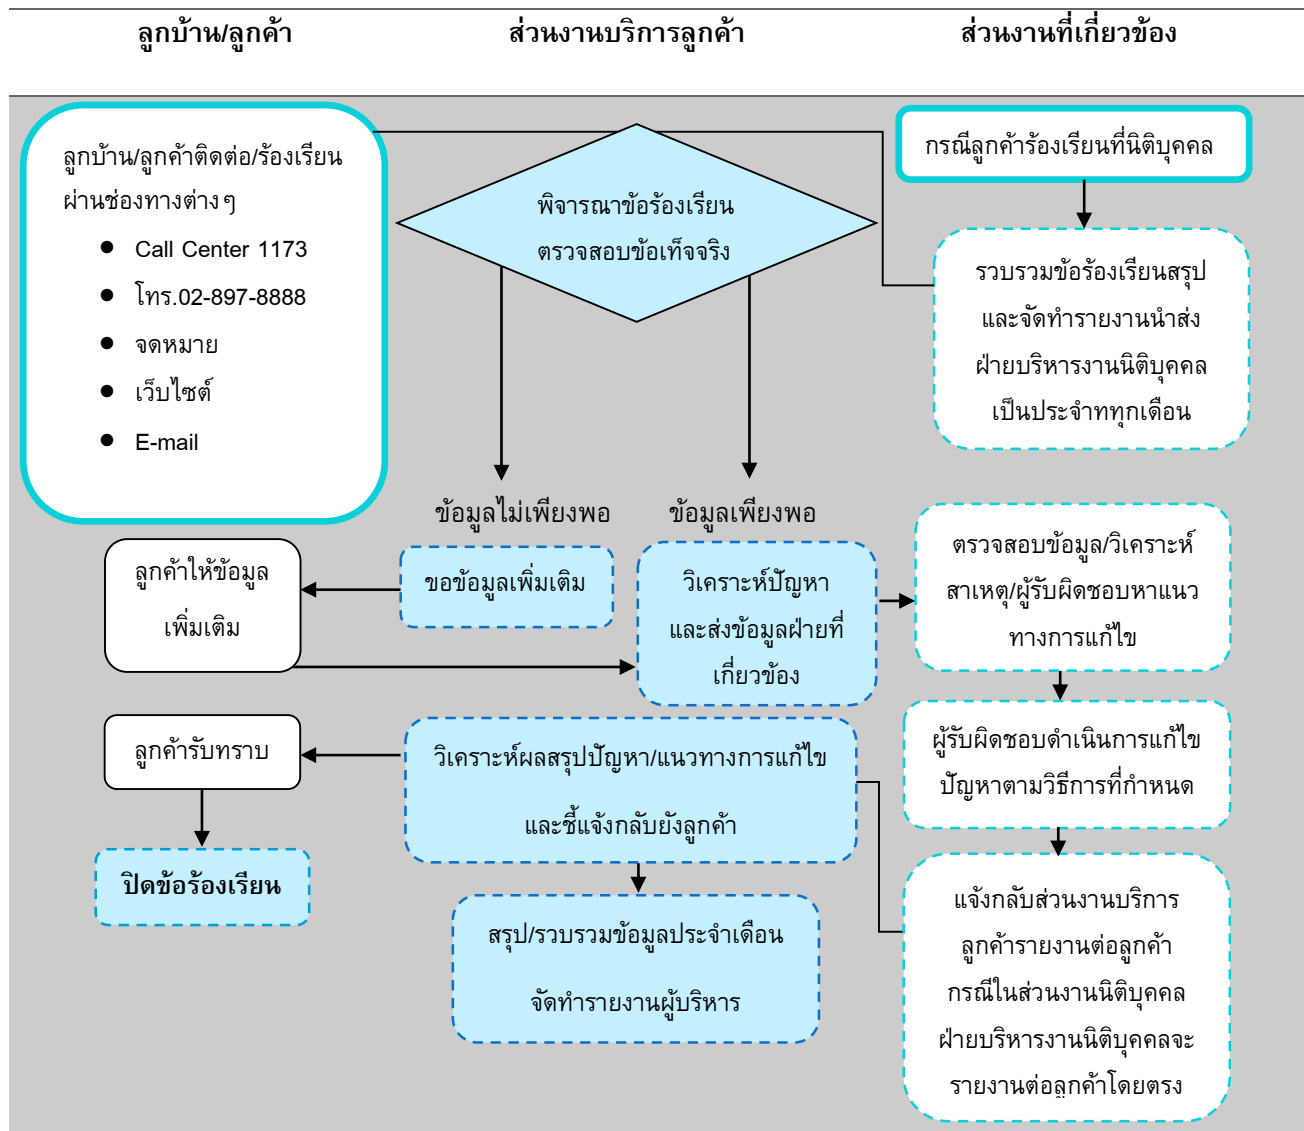 ลูกบ้าน/ลูกค้า
ส่วนงานบริการลูกค้า
ส่วนงานที่เกี่ยวข้อง
ลูกบ้าน/ลูกค้าติดต่อ/ร้องเรียน
ผ่านช่องทางต่างๆ
● Call Center 1173
● โทร.02-897-8888
● จดหมาย
● เว็บไซต์
● E-mail
พิจารณาข้อร้องเรียน
ตรวจสอบข้อเท็จจริง
กรณีลูกค้าร้องเรียนที่นิติบุคคล
รวบรวมข้อร้องเรียนสรุป
และจัดทำรายงานนำส่ง
ฝ่ายบริหารงานนิติบุคคล
เป็นประจำททุกเดือน
ข้อมูลไม่เพียงพอ
ข้อมูลเพียงพอ
ลูกค้าให้ข้อมูล
เพิ่มเติม
ขอข้อมูลเพิ่มเติม
วิเคราะห์ปัญหา
และส่งข้อมูลฝ่ายที่
เกี่ยวข้อง
ตรวจสอบข้อมูล/วิเคราะห์
สาเหตุ/ผู้รับผิดชอบหาแนว
ทางการแก้ไข
ลูกค้ารับทราบ
วิเคราะห์ผลสรุปปัญหา/แนวทางการแก้ไข
และชี้แจ้งกลับยังลูกค้า
ผู้รับผิดชอบดำเนินการแก้ไข
ปัญหาตามวิธีการที่กำหนด
ปิดข้อร้องเรียน
สรุป/รวบรวมข้อมูลประจำเดือน
จัดทำรายงานผู้บริหาร
แจ้งกลับส่วนงานบริการ
ลูกค้ารายงานต่อลูกค้า
กรณีในส่วนงานนิติบุคคล
ฝ่ายบริหารงานนิติบุคคลจะ
รายงานต่อลูกค้าโดยตรง